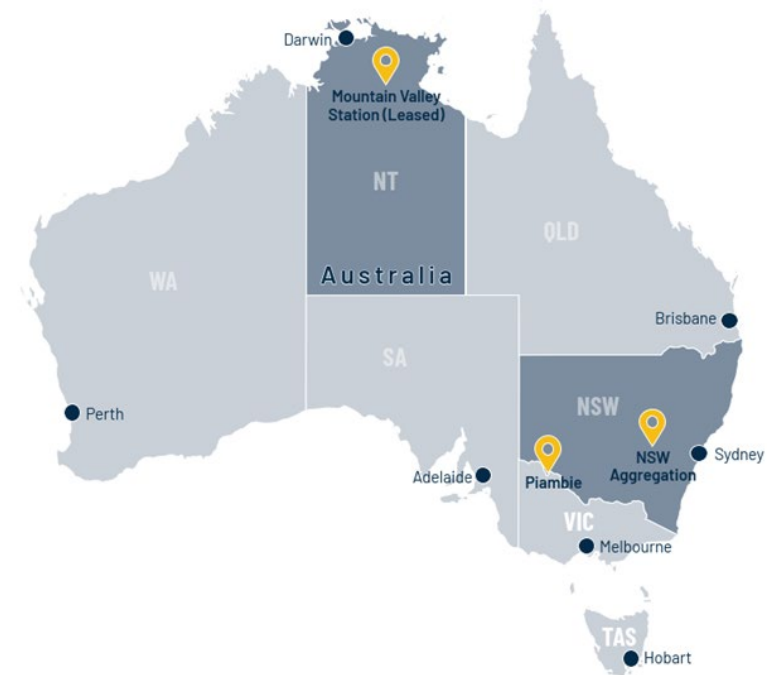 Darwin
Mountain Valley
Station (Leased)
NT
QLD
WA
Australia
Brisbane
SA
NSW
Perth
NSW
Aggregation
Sydney
Adelaide
Piambie
VIC
Melbourne
TAS
Hobart